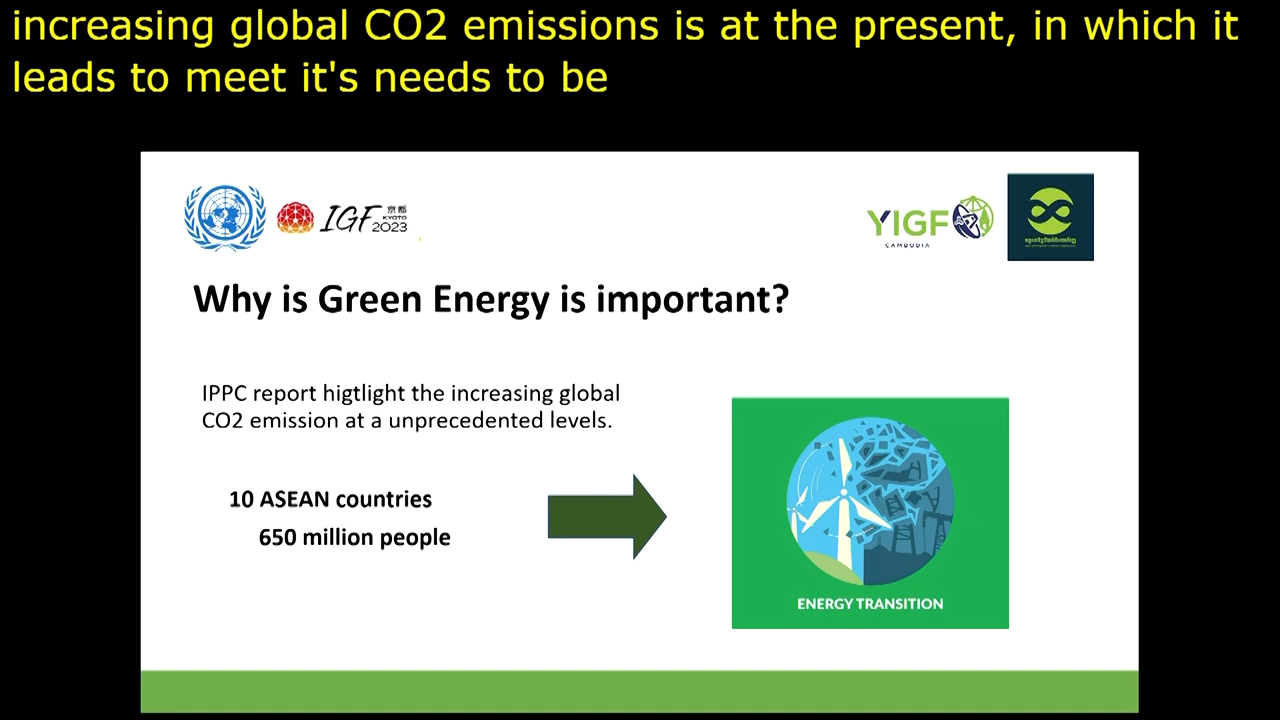 increasing global CO2 emissions is at the present, in which it
leads to meet it's needs to be
IGF 京都 KYOTO 2023
YIGF
CAMBODIA
Why is Green Energy is important?
IPPC report higtlight the increasing global
CO2 emission at a unprecedented levels.
10 ASEAN countries
650 million people
ENERGY TRANSITION